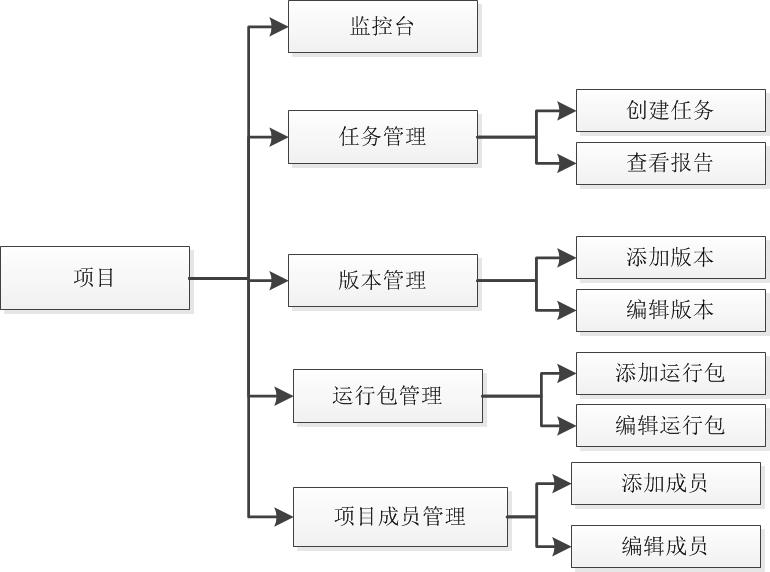 项目
监控台
任务管理
创建任务
查看报告
版本管理
添加版本
编辑版本
运行包管理
添加运行包
编辑运行包
项目成员管理
添加成员
编辑成员